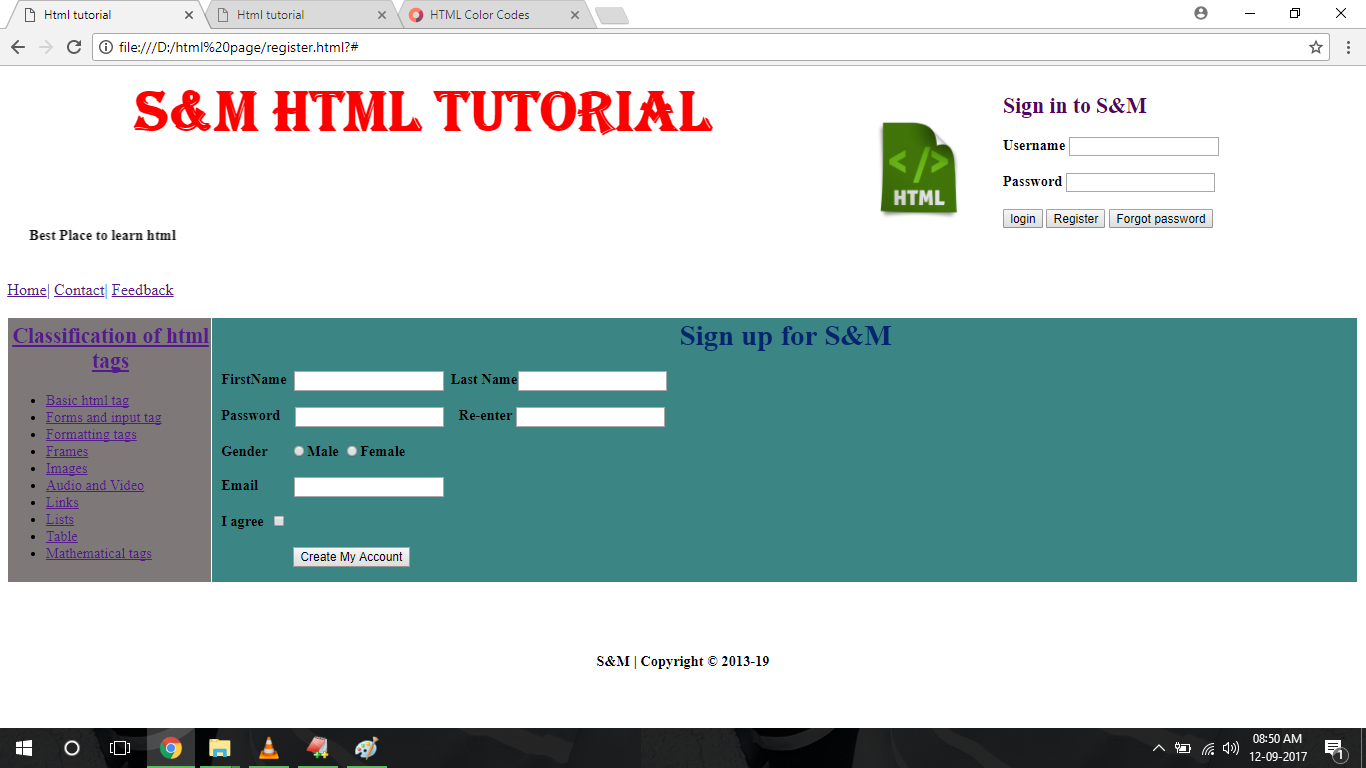 Html tutorial
Html tutorial
HTML Color Codes
file:///D:/html%20page/register.html?#
S&M HTML TUTORIAL
HTML
Best Place to learn html
Sign in to S&M
Username
Password
login Register Forgot password
Home| Contact| Feedback
Classification of html
tags
Basic html tag
Forms and input tag
Formatting tags
Frames
Images
Audio and Video
Links
Lists
Table
Mathematical tags
Sign up for S&M
FirstName Last Name
Password Re-enter
Gender Male Female
Email
I agree
Create My Account
S&M | Copyright © 2013-19
08:50 AM
12-09-2017
1